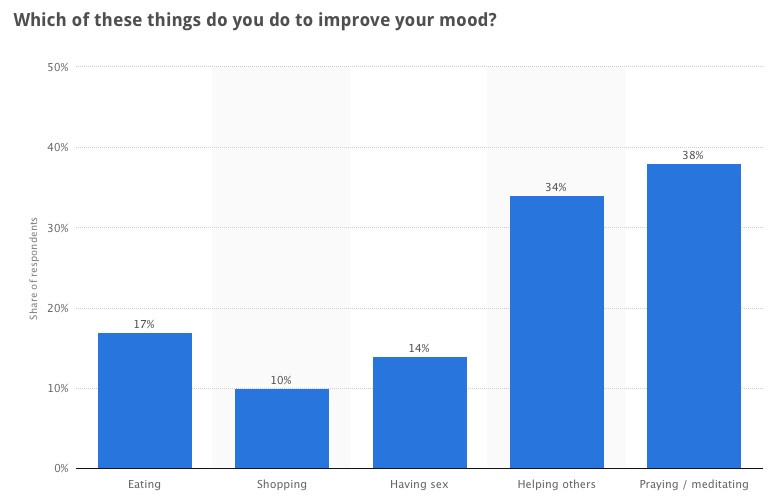 Which of these things do you do to improve your mood?
50%
40%
30%
20%
10%
0%
Share of respondents
17%
10%
14%
34%
38%
Eating
Shopping
Having sex
Helping others
Praying / meditating